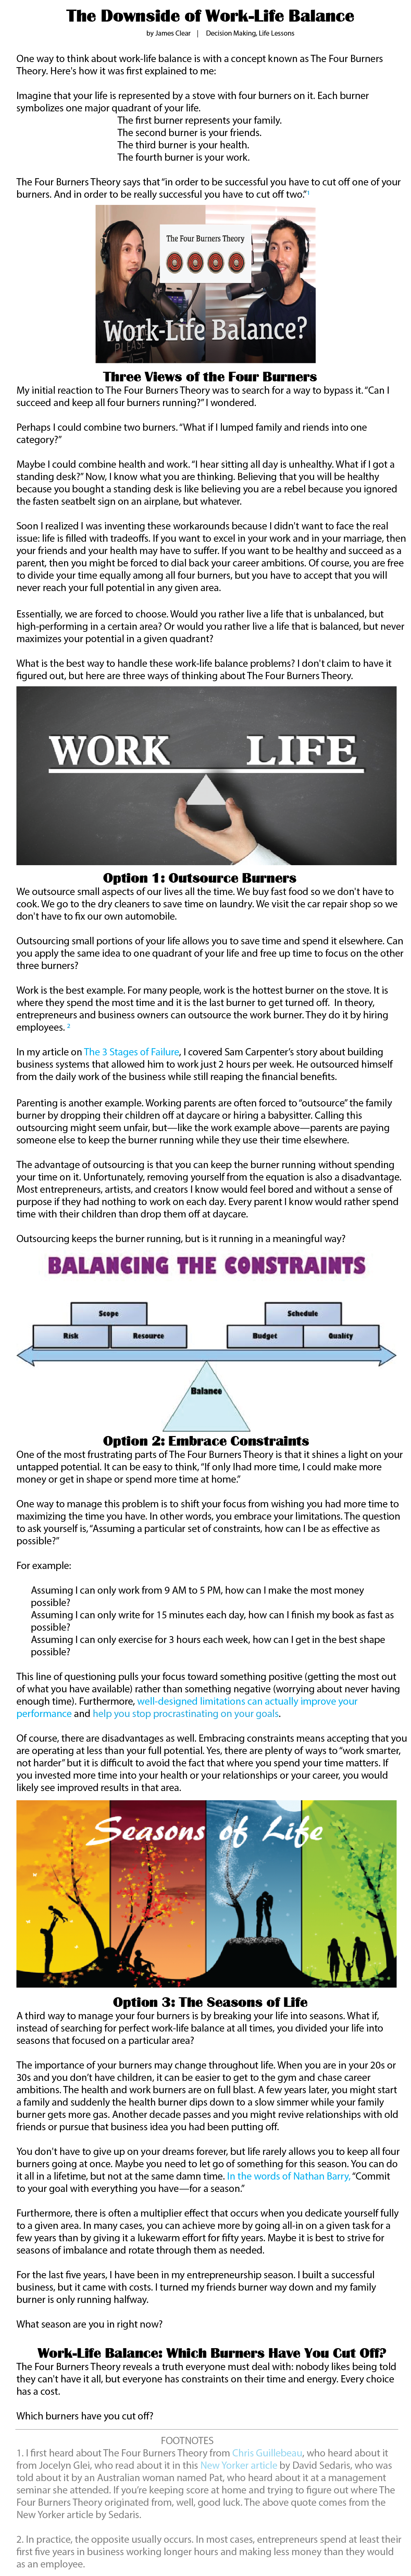 The Downside of Work-Life Balance
by James Clear | Decision Making, Life Lessons
One way to think about work-life balance is with a concept known as The Four Burners
Theory. Here's how it was first explained to me:
Imagine that your life is represented by a stove with four burners on it. Each burner
symbolizes one major quadrant of your life.
The first burner represents your family.
The second burner is your friends.
The third burner is your health.
The fourth burner is your work.
The Four Burners Theory says that "in order to be successful you have to cut off one of your
burners. And in order to be really successful you have to cut off two."1
The Four Burners Theory
Work-Life Balance?
Three Views of the Four Burners
My initial reaction to The Four Burners Theory was to search for a way to bypass it. "Can I
succeed and keep all four burners running?" I wondered.
Perhaps I could combine two burners. "What if I lumped family and riends into one
category?"
Maybe I could combine health and work. "I hear sitting all day is unhealthy. What if I got a
standing desk?" Now, I know what you are thinking. Believing that you will be healthy
because you bought a standing desk is like believing you are a rebel because you ignored
the fasten seatbelt sign on an airplane, but whatever.
Soon I realized I was inventing these workarounds because I didn't want to face the real
issue: life is filled with tradeoffs. If you want to excel in your work and in your marriage, then
your friends and your health may have to suffer. If you want to be healthy and succeed as a
parent, then you might be forced to dial back your career ambitions. Of course, you are free
to divide your time equally among all four burners, but you have to accept that you will
never reach your full potential in any given area.
Essentially, we are forced to choose. Would you rather live a life that is unbalanced, but
high-performing in a certain area? Or would you rather live a life that is balanced, but never
maximizes your potential in a given quadrant?
What is the best way to handle these work-life balance problems? I don't claim to have it
figured out, but here are three ways of thinking about The Four Burners Theory.
WORK LIFE
Option 1: Outsource Burners
We outsource small aspects of our lives all the time. We buy fast food so we don't have to
cook. We go to the dry cleaners to save time on laundry. We visit the car repair shop so we
don't have to fix our own automobile.
Outsourcing small portions of your life allows you to save time and spend it elsewhere. Can
you apply the same idea to one quadrant of your life and free up time to focus on the other
three burners?
Work is the best example. For many people, work is the hottest burner on the stove. It is
where they spend the most time and it is the last burner to get turned off. In theory,
entrepreneurs and business owners can outsource the work burner. They do it by hiring
employees. 2
In my article on The 3 Stages of Failure, I covered Sam Carpenter's story about building
business systems that allowed him to work just 2 hours per week. He outsourced himself
from the daily work of the business while still reaping the financial benefits.
Parenting is another example. Working parents are often forced to "outsource" the family
burner by dropping their children off at daycare or hiring a babysitter. Calling this
outsourcing might seem unfair, but—like the work example above—parents are paying
someone else to keep the burner running while they use their time elsewhere.
The advantage of outsourcing is that you can keep the burner running without spending
your time on it. Unfortunately, removing yourself from the equation is also a disadvantage.
Most entrepreneurs, artists, and creators I know would feel bored and without a sense of
purpose if they had nothing to work on each day. Every parent I know would rather spend
time with their children than drop them off at daycare.
Outsourcing keeps the burner running, but is it running in a meaningful way?
BALANCING THE CONSTRAINTS
Scope Schedule
Risk Resource Budget Quality
Balance
Option 2: Embrace Constraints
One of the most frustrating parts of The Four Burners Theory is that it shines a light on your
untapped potential. It can be easy to think, "If only Ihad more time, I could make more
money or get in shape or spend more time at home."
One way to manage this problem is to shift your focus from wishing you had more time to
maximizing the time you have. In other words, you embrace your limitations. The question
to ask yourself is, "Assuming a particular set of constraints, how can I be as effective as
possible?"
For example:
Assuming I can only work from 9 AM to 5 PM, how can I make the most money
possible?
Assuming I can only write for 15 minutes each day, how can I finish my book as fast as
possible?
Assuming I can only exercise for 3 hours each week, how can I get in the best shape
possible?
This line of questioning pulls your focus toward something positive (getting the most out
of what you have available) rather than something negative (worrying about never having
enough time). Furthermore, well-designed limitations can actually improve your
performance and help you stop procrastinating on your goals.
Of course, there are disadvantages as well. Embracing constraints means accepting that you
are operating at less than your full potential. Yes, there are plenty of ways to "work smarter,
not harder" but it is difficult to avoid the fact that where you spend your time matters. If
you invested more time into your health or your relationships or your career, you would
likely see improved results in that area.
Seasons of Life
Option 3: The Seasons of Life
A third way to manage your four burners is by breaking your life into seasons. What if,
instead of searching for perfect work-life balance at all times, you divided your life into
seasons that focused on a particular area?
The importance of your burners may change throughout life. When you are in your 20s or
30s and you don't have children, it can be easier to get to the gym and chase career
ambitions. The health and work burners are on full blast. A few years later, you might start
a family and suddenly the health burner dips down to a slow simmer while your family
burner gets more gas. Another decade passes and you might revive relationships with old
friends or pursue that business idea you had been putting off.
You don't have to give up on your dreams forever, but life rarely allows you to keep all four
burners going at once. Maybe you need to let go of something for this season. You can do
it all in a lifetime, but not at the same damn time. In the words of Nathan Barry, "Commit
to your goal with everything you have—for a season."
Furthermore, there is often a multiplier effect that occurs when you dedicate yourself fully
to a given area. In many cases, you can achieve more by going all-in on a given task for a
few years than by giving it a lukewarm effort for fifty years. Maybe it is best to strive for
seasons of imbalance and rotate through them as needed.
For the last five years, I have been in my entrepreneurship season. I built a successful
business, but it came with costs. I turned my friends burner way down and my family
burner is only running halfway.
What season are you in right now?
Work-Life Balance: Which Burners Have You Cut Off?
The Four Burners Theory reveals a truth everyone must deal with: nobody likes being told
they can't have it all, but everyone has constraints on their time and energy. Every choice
has a cost.
Which burners have you cut off?
FOOTNOTES
1. I first heard about The Four Burners Theory from Chris Guillebeau, who heard about it
from Jocelyn Glei, who read about it in this New Yorker article by David Sedaris, who was
told about it by an Australian woman named Pat, who heard about it at a management
seminar she attended. If you're keeping score at home and trying to figure out where The
Four Burners Theory originated from, well, good luck. The above quote comes from the
New Yorker article by Sedaris.
2. In practice, the opposite usually occurs. In most cases, entrepreneurs spend at least their
first five years in business working longer hours and making less money than they would
as an employee.